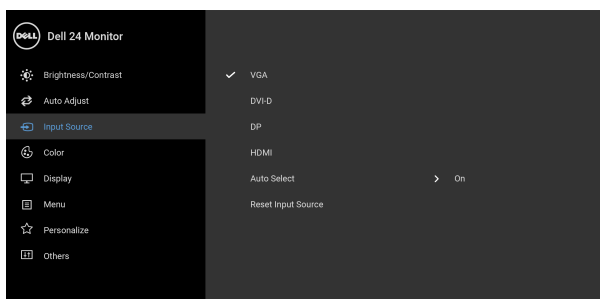 DELL Dell 24 Monitor
Brightness/Contrast
Auto Adjust
Input Source
Color
Display
Menu
Personalize
Others
VGA
DVI-D
DP
HDMI
Auto Select > On
Reset Input Source